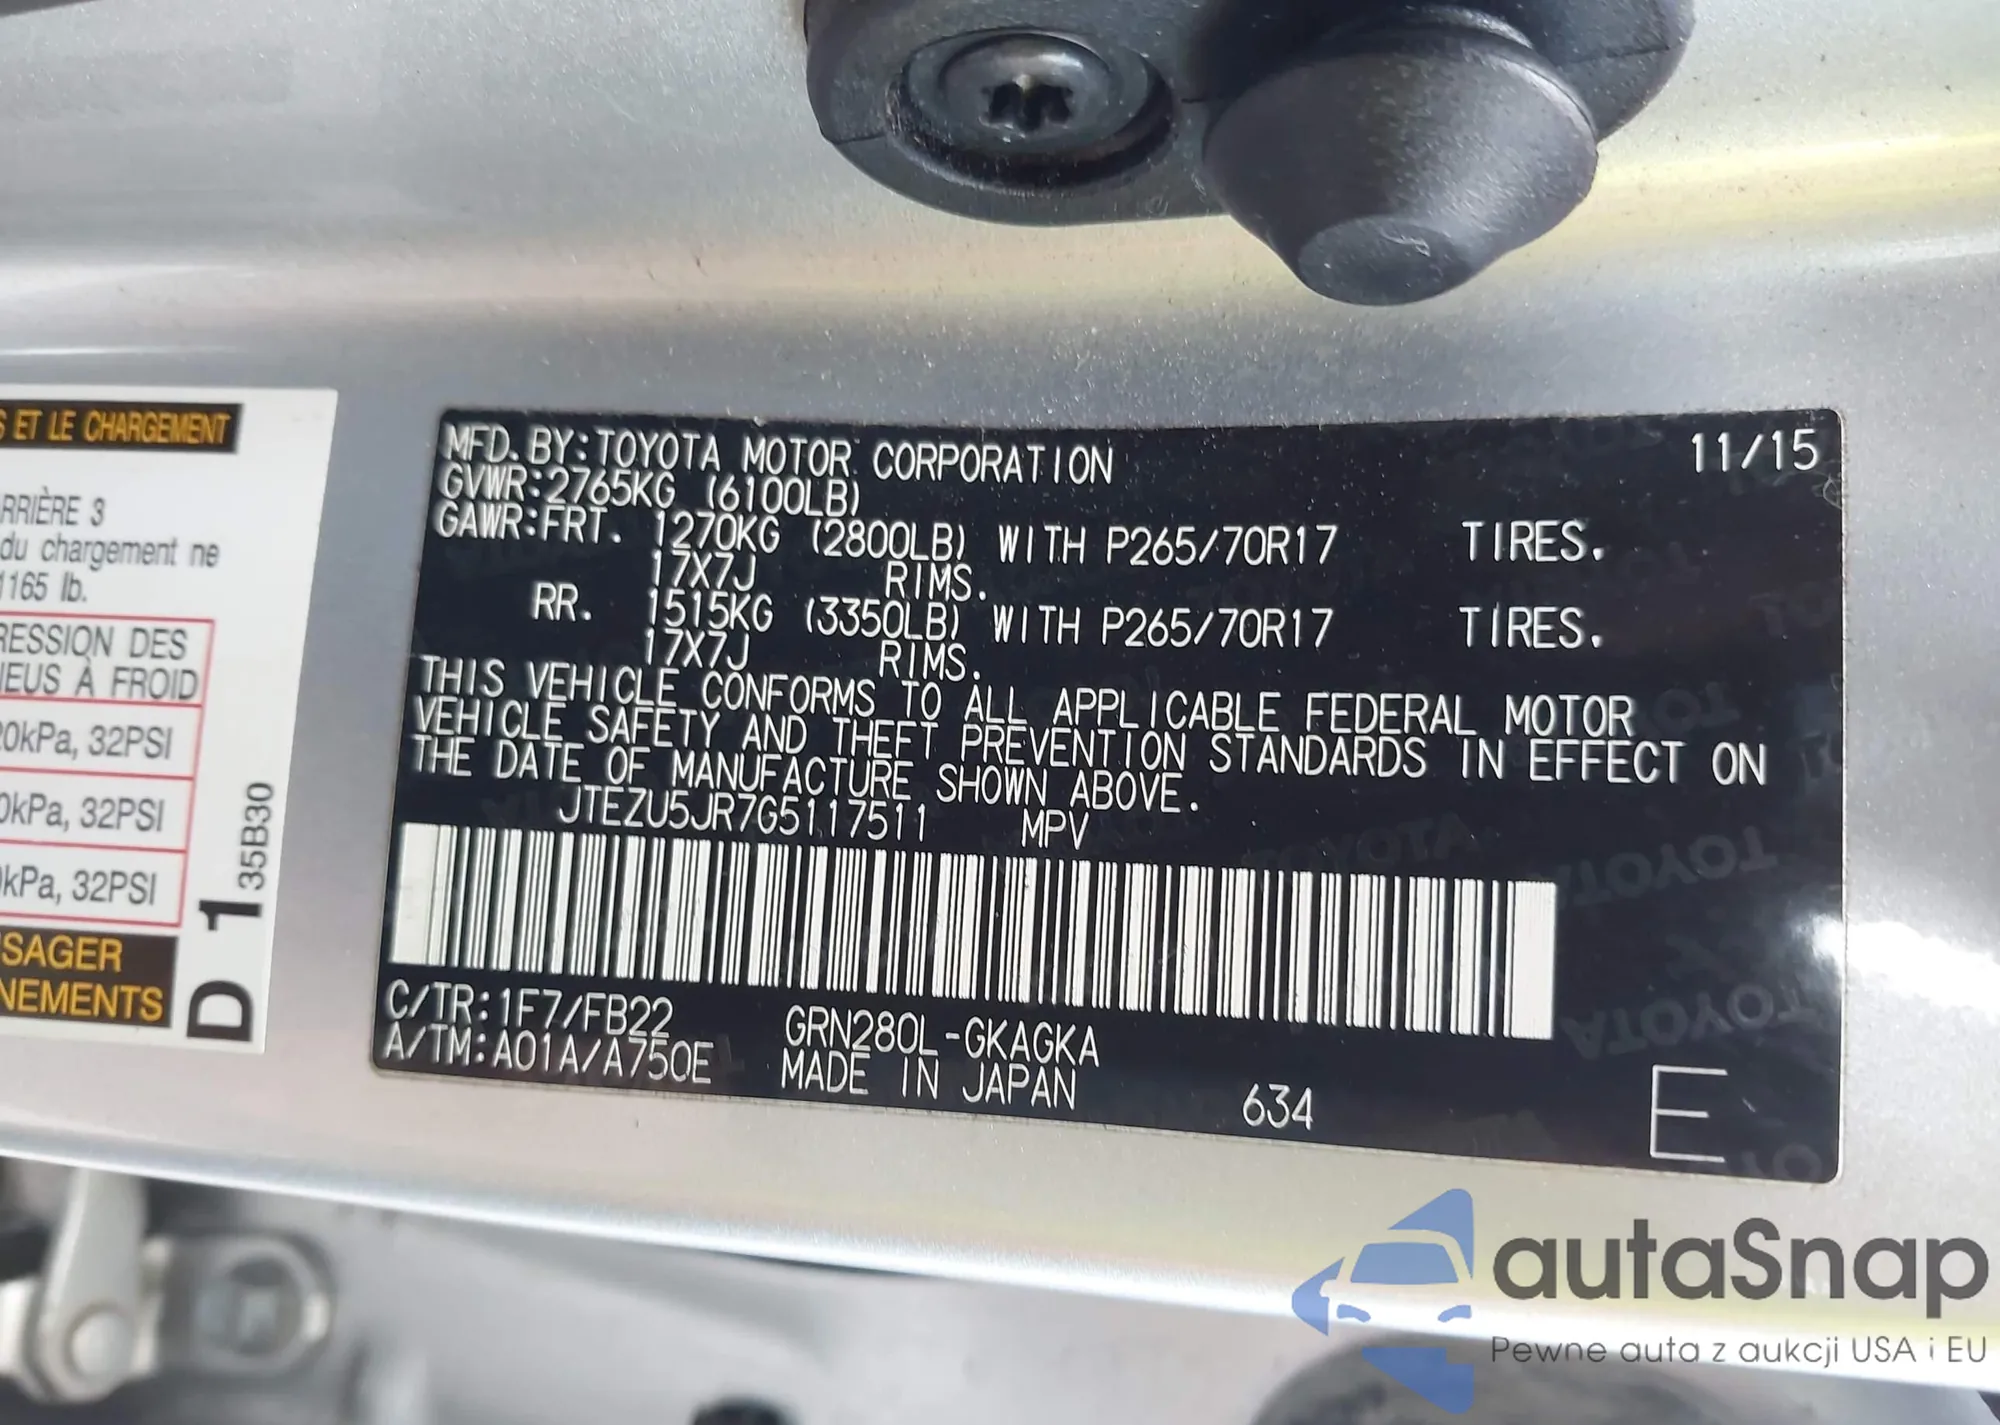 S ET LE CHARGEMENT
RRIÈRE 3
du chargement ne
1165 lb.
RESSION DES
NEUS À FROID
20kPa, 32PSI
0kPa, 32PSI
kPa, 32PSI
SAGER
NEMENTS
D 1
35B30
MFD. BY:TOYOTA MOTOR CORPORATION 11/15
GVWR:2765KG (6100LB)
GAWR:FRT. 1270KG (2800LB) WITH P265/70R17 TIRES.
17X7J RIMS.
RR. 1515KG (3350LB) WITH P265/70R17 TIRES.
17X7J RIMS.
THIS VEHICLE CONFORMS TO ALL APPLICABLE FEDERAL MOTOR
VEHICLE SAFETY AND THEFT PREVENTION STANDARDS IN EFFECT ON
THE DATE OF MANUFACTURE SHOWN ABOVE.
JTEZU5JR7G5117511 MPV
C/TR:1F7/FB22 GRN280L-GKAGKA
A/TM:A01A/A750E MADE IN JAPAN 634 E
autaSnap
Pewne auta z aukcji USA i EU